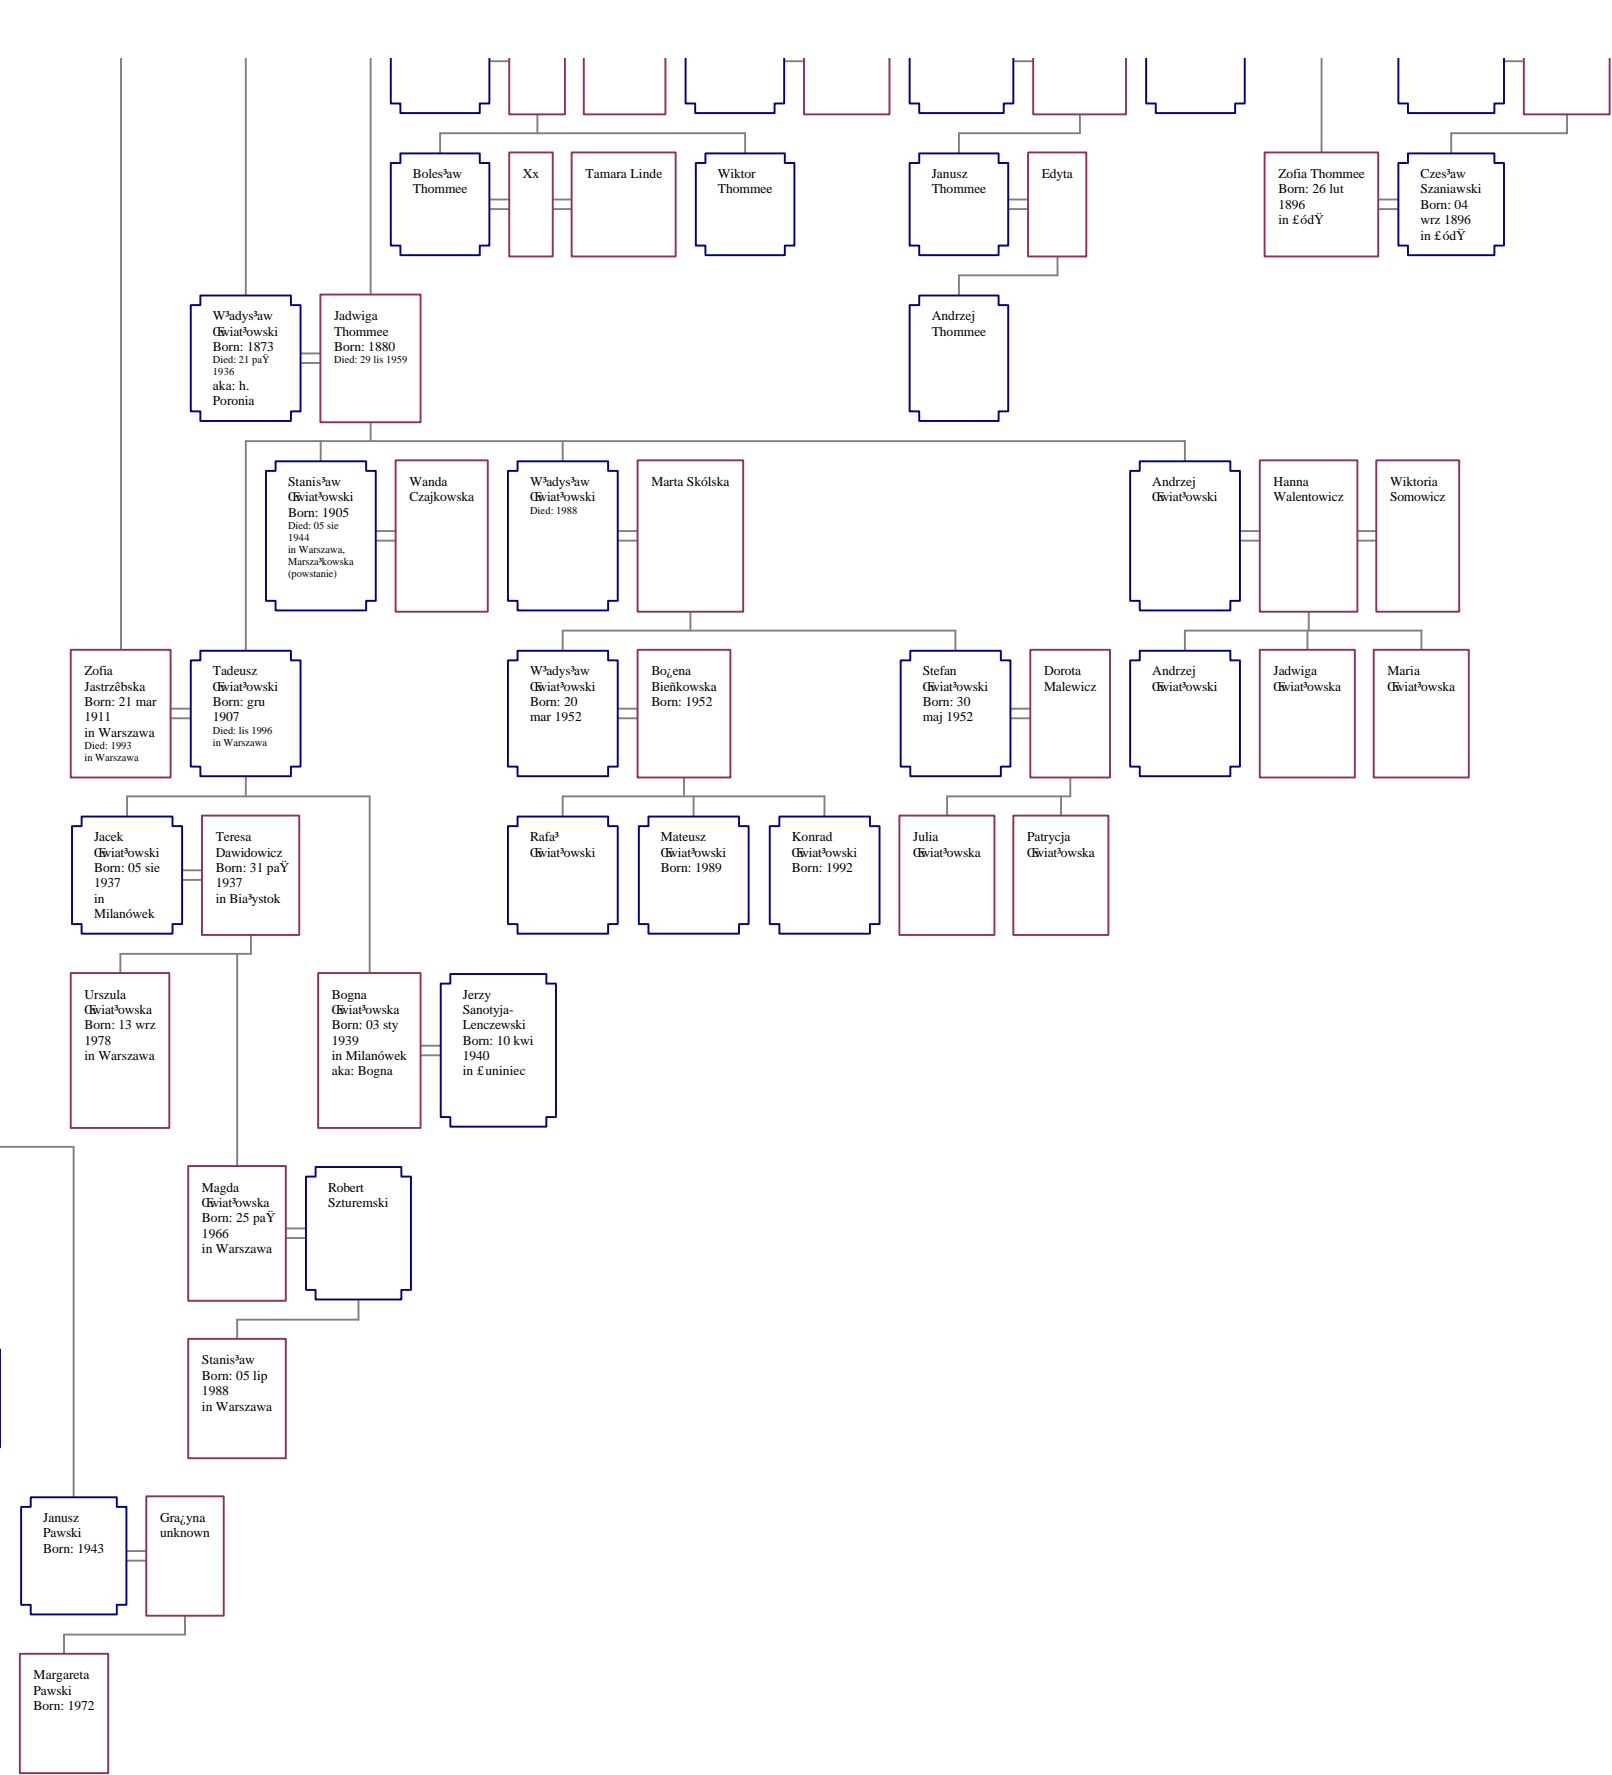 Boles³aw
Thommee
Xx
Tamara Linde
Wiktor
Thommee
Janusz
Thommee
Edyta
Zofia Thommee
Born: 26 lut
1896
in £ódŸ
Czes³aw
Szaniawski
Born: 04
wrz 1896
in £ódŸ
W³adys³aw
Œwiat³owski
Born: 1873
Died: 21 paŸ
1936
aka: h.
Poronia
Jadwiga
Thommee
Born: 1880
Died: 29 lis 1959
Andrzej
Thommee
Stanis³aw
Œwiat³owski
Born: 1905
Died: 05 sie
1944
in Warszawa,
Marsza³kowska
(powstanie)
Wanda
Czajkowska
W³adys³aw
Œwiat³owski
Died: 1988
Marta Skólska
Andrzej
Œwiat³owski
Hanna
Walentowicz
Wiktoria
Somowicz
Zofia
Jastrzêbska
Born: 21 mar
1911
in Warszawa
Died: 1993
in Warszawa
Tadeusz
Œwiat³owski
Born: gru
1907
Died: lis 1996
in Warszawa
W³adys³aw
Œwiat³owski
Born: 20
mar 1952
Bo¿ena
Bieñkowska
Born: 1952
Stefan
Œwiat³owski
Born: 30
maj 1952
Dorota
Malewicz
Andrzej
Œwiat³owski
Jadwiga
Œwiat³owska
Maria
Œwiat³owska
Jacek
Œwiat³owski
Born: 05 sie
1937
in
Milanówek
Teresa
Dawidowicz
Born: 31 paŸ
1937
in Bia³ystok
Rafa³
Œwiat³owski
Mateusz
Œwiat³owski
Born: 1989
Konrad
Œwiat³owski
Born: 1992
Julia
Œwiat³owska
Patrycja
Œwiat³owska
Urszula
Œwiat³owska
Born: 13 wrz
1978
in Warszawa
Bogna
Œwiat³owska
Born: 03 sty
1939
in Milanówek
aka: Bogna
Jerzy
Sanotyja-
Lenczewski
Born: 10 kwi
1940
in £uniniec
Magda
Œwiat³owska
Born: 25 paŸ
1966
in Warszawa
Robert
Szturemski
Stanis³aw
Born: 05 lip
1988
in Warszawa
Janusz
Pawski
Born: 1943
Gra¿yna
unknown
Margareta
Pawski
Born: 1972